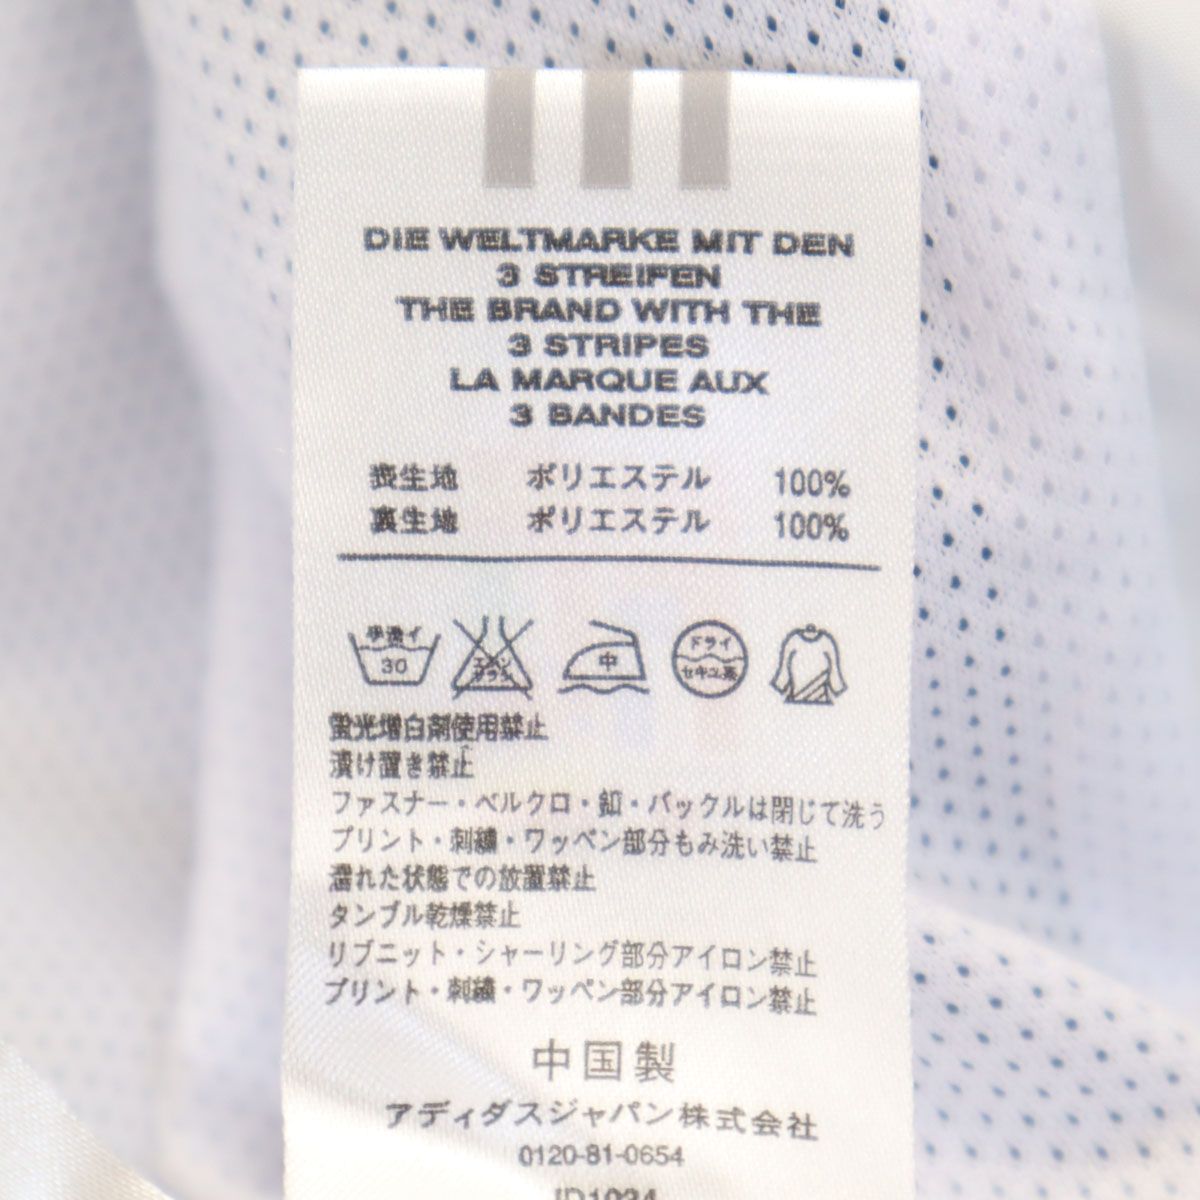 DIE WELTMARKE MIT DEN
3 STREIFEN
THE BRAND WITH THE
3 STRIPES
LA MARQUE AUX
3 BANDES
表生地 ポリエステル 100%
裏生地 ポリエステル 100%
手洗イ 30 エンソ サラシ 中 ドライ セキユ系
蛍光増白剤使用禁止
漬け置き禁止
ファスナー・ベルクロ・釦・バックルは閉じて洗う
プリント・刺繍・ワッペン部分もみ洗い禁止
濡れた状態での放置禁止
タンブル乾燥禁止
リブニット・シャーリング部分アイロン禁止
プリント・刺繍・ワッペン部分アイロン禁止
中国製
アディダスジャパン株式会社
0120-81-0654
JD1034